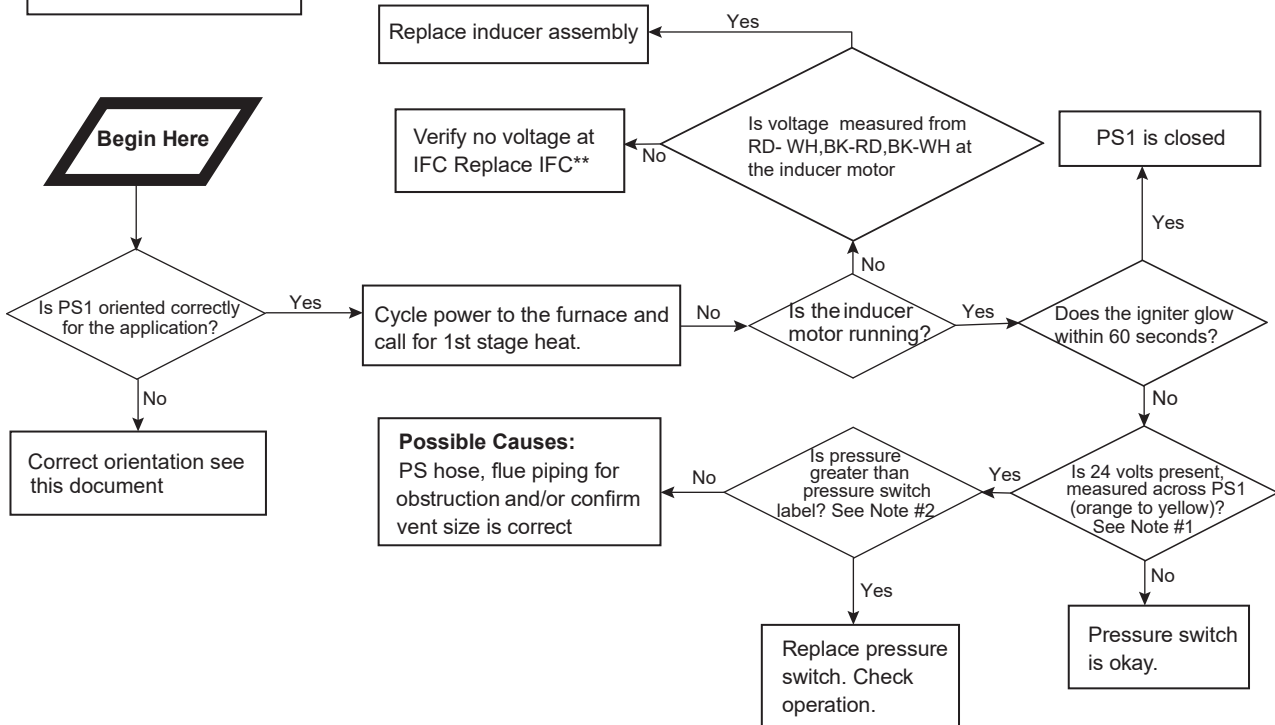 Begin Here
Is PS1 oriented correctly
for the application?
Yes
No
Correct orientation see
this document
Cycle power to the furnace and
call for 1st stage heat.
No
Is the inducer
motor running?
No
Is voltage measured from
RD- WH,BK-RD,BK-WH at
the inducer motor
Yes
Replace inducer assembly
No
Verify no voltage at
IFC Replace IFC**
Yes
Does the igniter glow
within 60 seconds?
Yes
PS1 is closed
No
Is 24 volts present,
measured across PS1
(orange to yellow)?
See Note #1
No
Pressure switch
is okay.
Yes
Is pressure
greater than
pressure switch
label? See Note #2
No
Possible Causes:
PS hose, flue piping for
obstruction and/or confirm
vent size is correct
Yes
Replace pressure
switch. Check
operation.